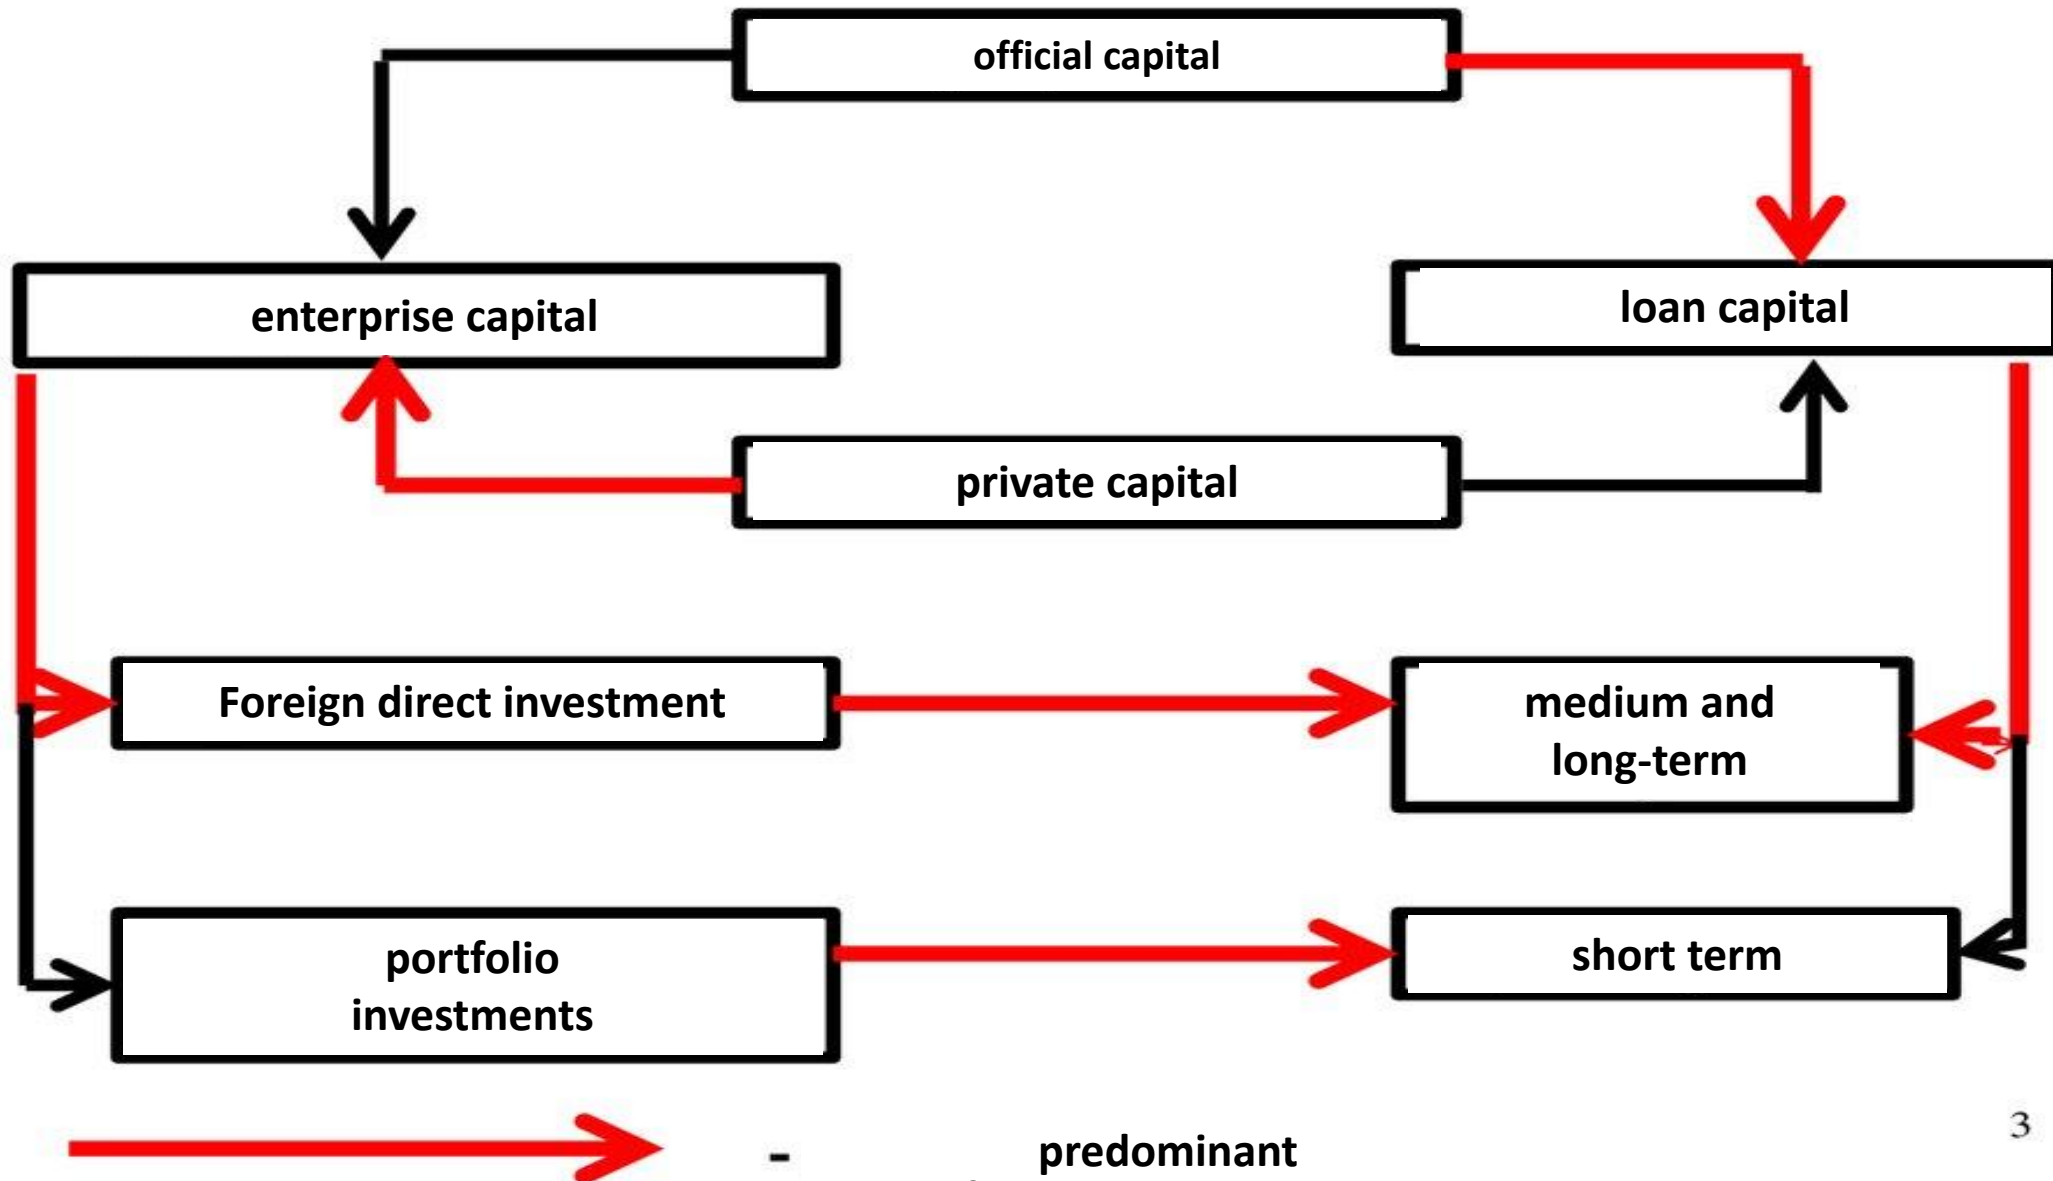 official capital
enterprise capital
loan capital
private capital
Foreign direct investment
medium and
long-term
portfolio
investments
short term
3
- predominant